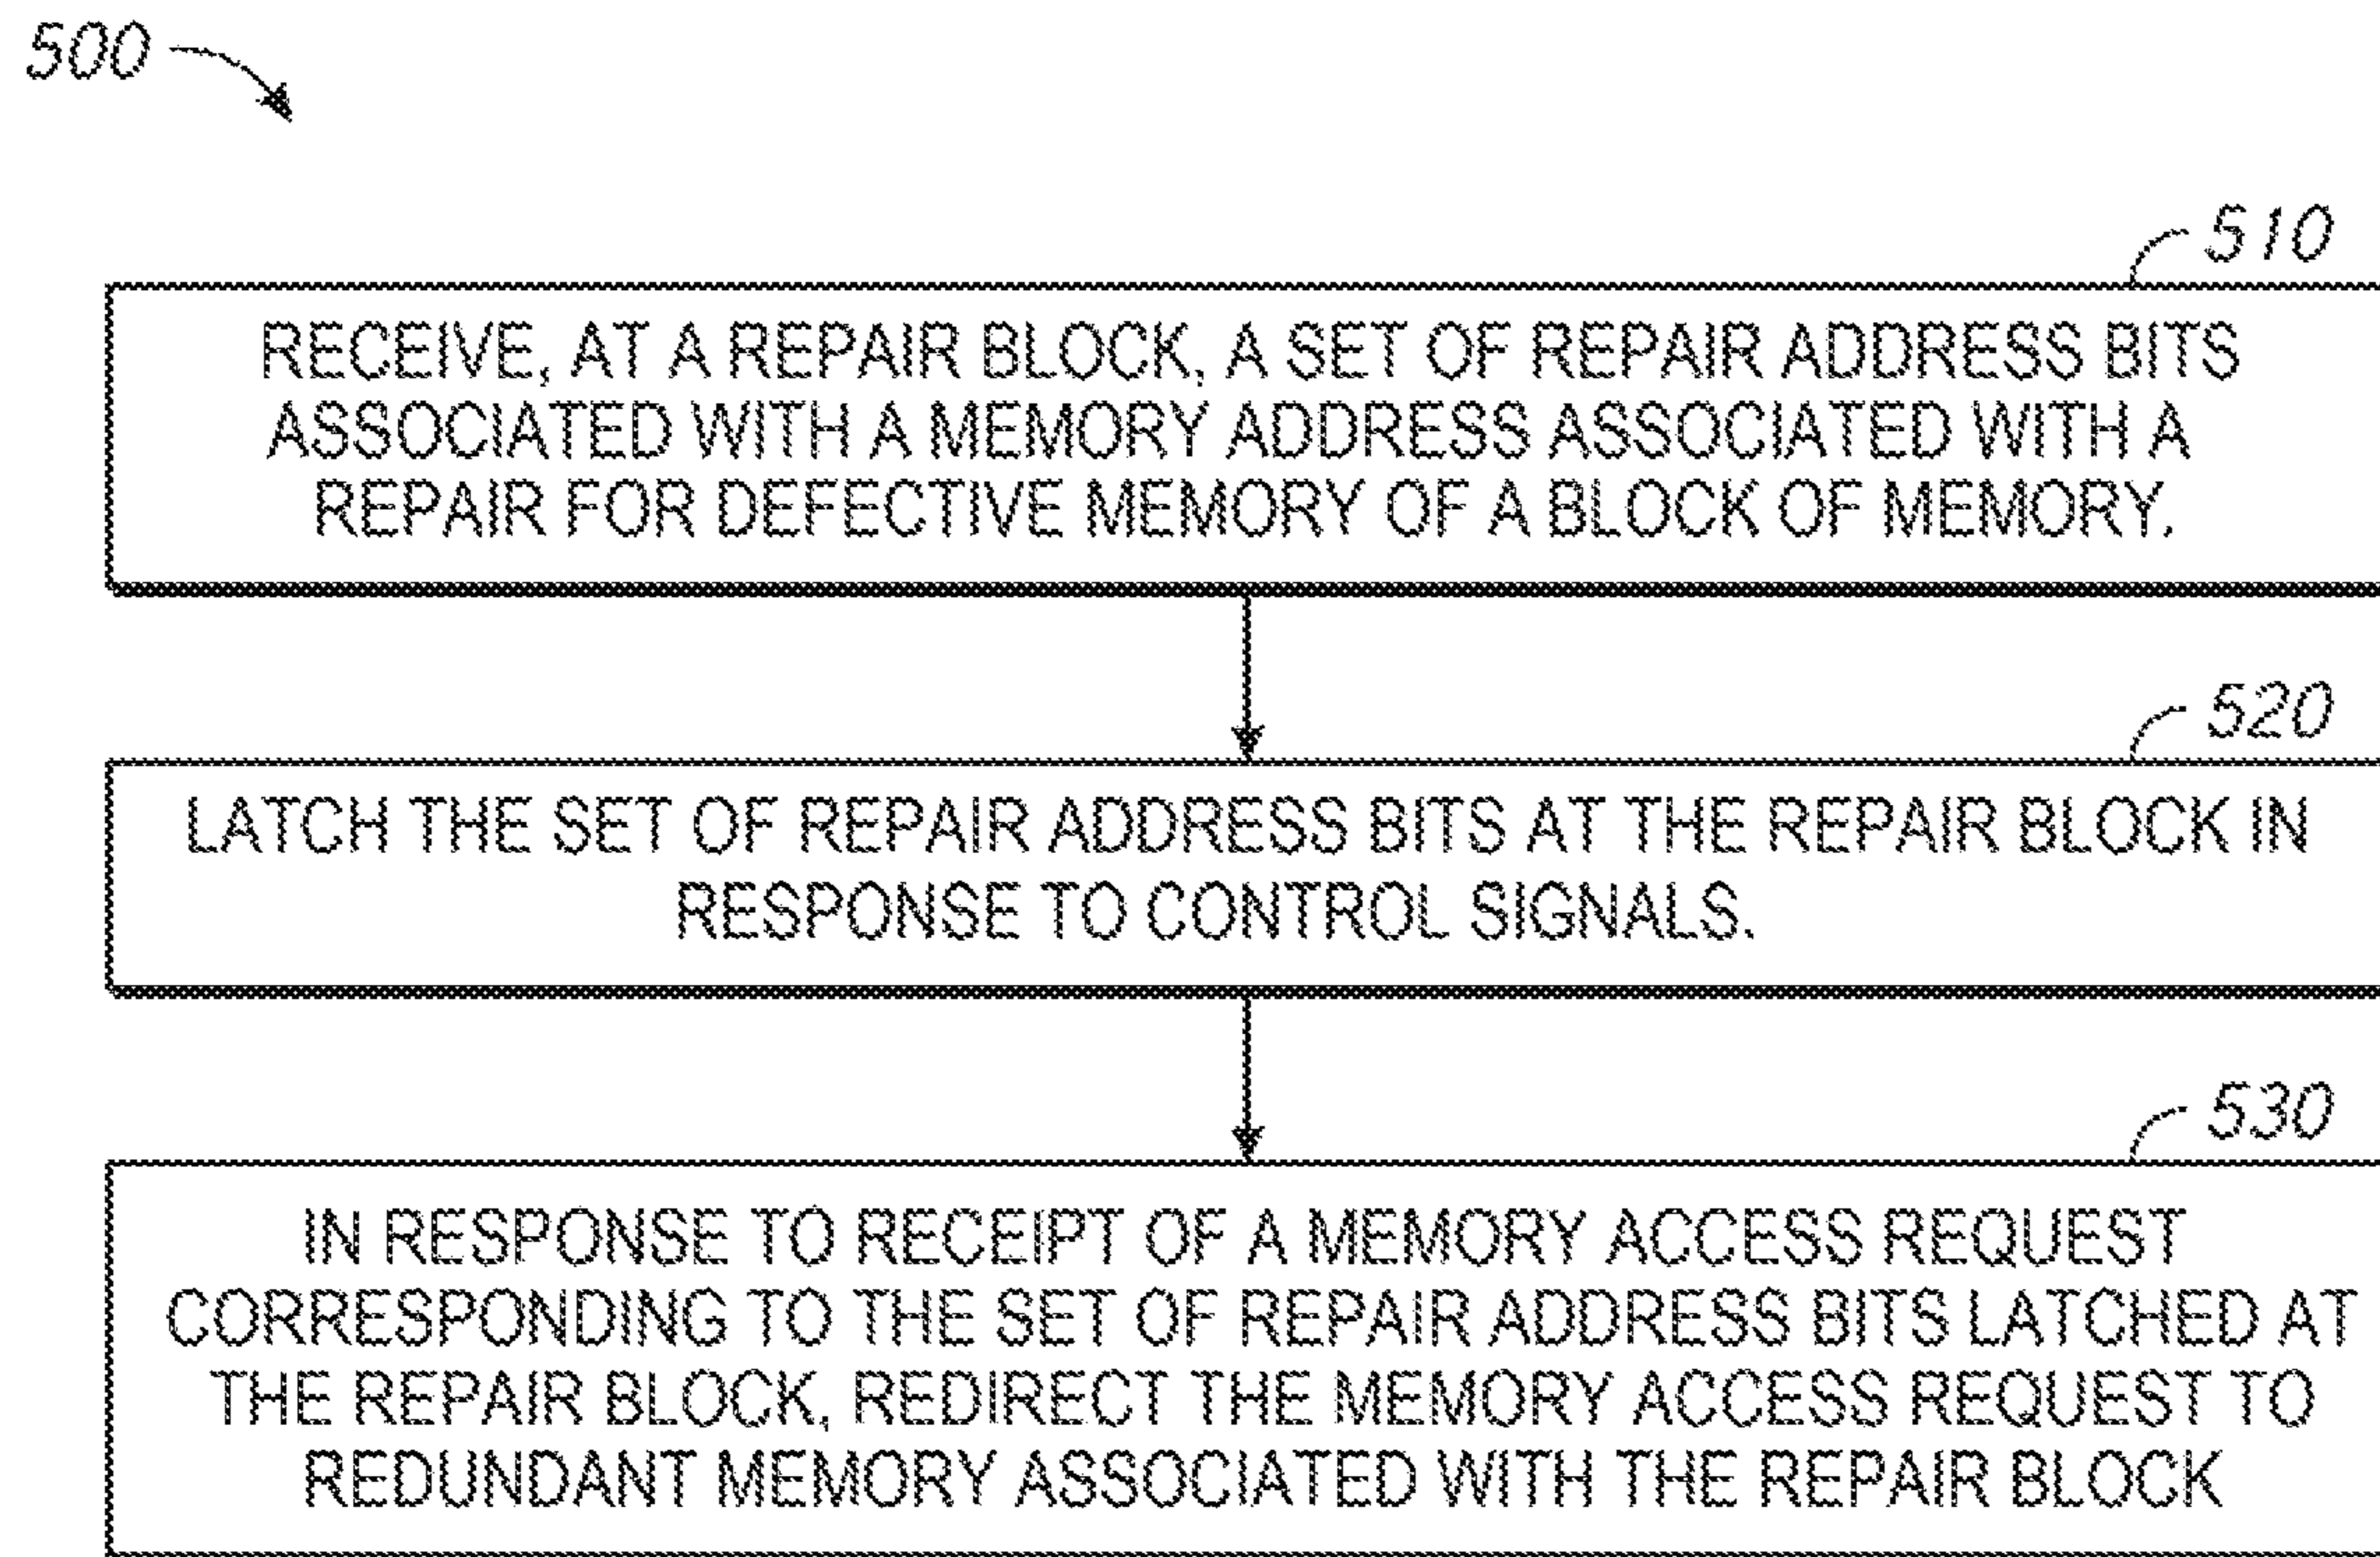 500
510
RECEIVE, AT A REPAIR BLOCK, A SET OF REPAIR ADDRESS BITS
ASSOCIATED WITH A MEMORY ADDRESS ASSOCIATED WITH A
REPAIR FOR DEFECTIVE MEMORY OF A BLOCK OF MEMORY.
520
LATCH THE SET OF REPAIR ADDRESS BITS AT THE REPAIR BLOCK IN
RESPONSE TO CONTROL SIGNALS.
530
IN RESPONSE TO RECEIPT OF A MEMORY ACCESS REQUEST
CORRESPONDING TO THE SET OF REPAIR ADDRESS BITS LATCHED AT
THE REPAIR BLOCK, REDIRECT THE MEMORY ACCESS REQUEST TO
REDUNDANT MEMORY ASSOCIATED WITH THE REPAIR BLOCK